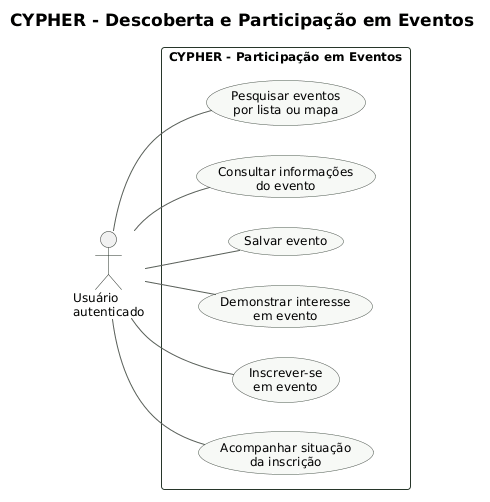 CYPHER - Descoberta e Participação em Eventos
CYPHER - Participação em Eventos
Pesquisar eventos
por lista ou mapa
Consultar informações
do evento
Salvar evento
Usuário
autenticado
Demonstrar interesse
em evento
Inscrever-se
em evento
Acompanhar situação
da inscrição